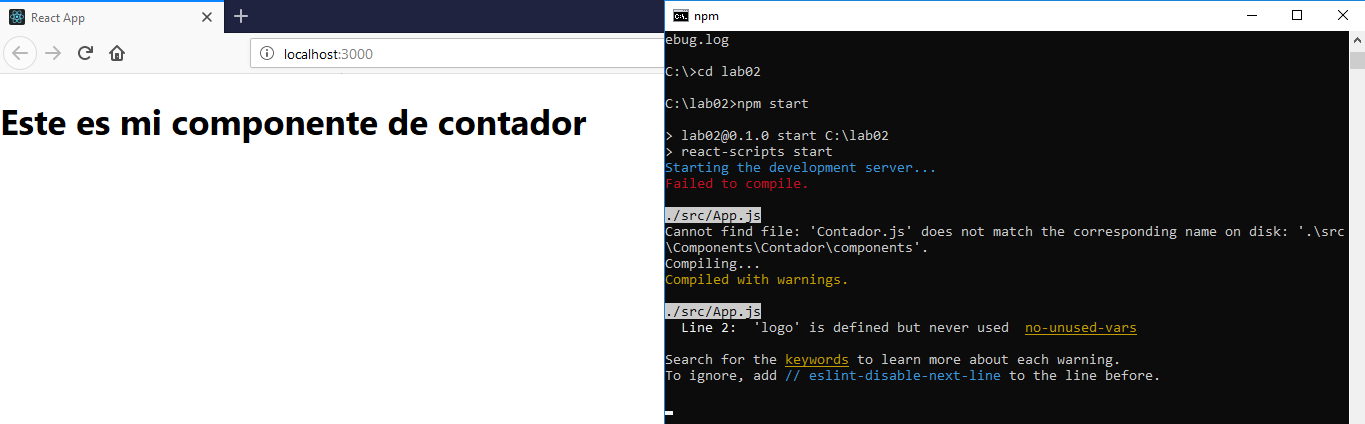 React App
localhost:3000
Este es mi componente de contador
npm
ebug.log
C:\>cd lab02
C:\lab02>npm start
> lab02@0.1.0 start C:\lab02
> react-scripts start
Starting the development server...
Failed to compile.
./src/App.js
Cannot find file: 'Contador.js' does not match the corresponding name on disk: '.\src
\Components\Contador\components'.
Compiling...
Compiled with warnings.
./src/App.js
Line 2:  'logo' is defined but never used  no-unused-vars
Search for the keywords to learn more about each warning.
To ignore, add // eslint-disable-next-line to the line before.